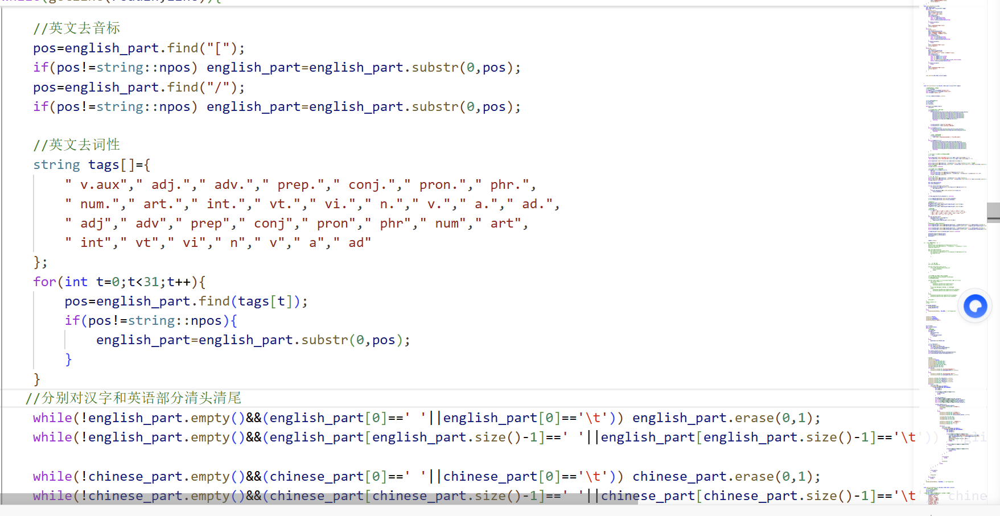 //英文去音标
pos=english_part.find("[");
if(pos!=string::npos) english_part=english_part.substr(0,pos);
pos=english_part.find("/");
if(pos!=string::npos) english_part=english_part.substr(0,pos);
//英文去词性
string tags[]={
" v.aux"," adj."," adv."," prep."," conj."," pron."," phr.",
" num."," art."," int."," vt."," vi."," n."," v."," a."," ad.",
" adj"," adv"," prep"," conj"," pron"," phr"," num"," art",
" int"," vt"," vi"," n"," v"," a"," ad"
};
for(int t=0;t<31;t++){
pos=english_part.find(tags[t]);
if(pos!=string::npos){
english_part=english_part.substr(0,pos);
}
}
//分别对汉字和英语部分清头清尾
while(!english_part.empty()&&(english_part[0]==' '||english_part[0]=='\t')) english_part.erase(0,1);
while(!english_part.empty()&&(english_part[english_part.size()-1]==' '||english_part[english_part.size()-1]=='\t')) engli
while(!chinese_part.empty()&&(chinese_part[0]==' '||chinese_part[0]=='\t')) chinese_part.erase(0,1);
while(!chinese_part.empty()&&(chinese_part[chinese_part.size()-1]==' '||chinese_part[chinese_part.size()-1]=='\t' chine